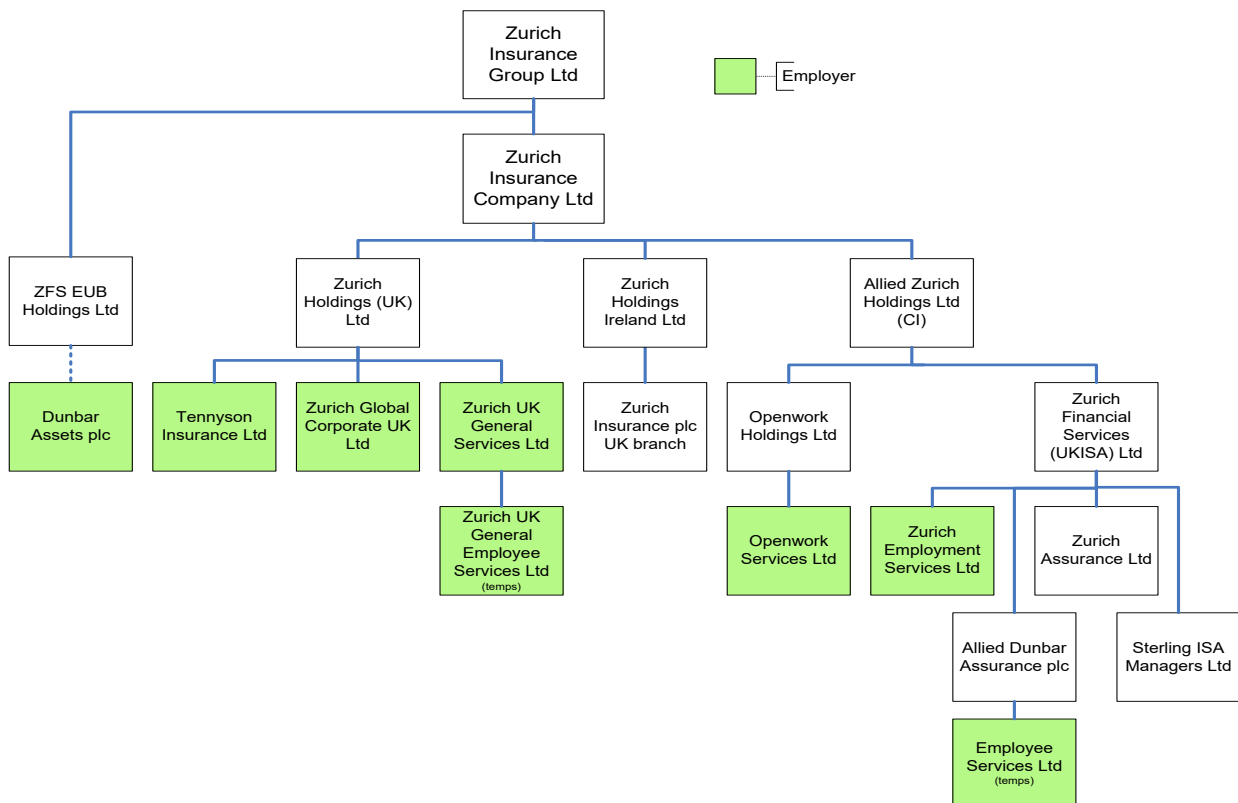 Zurich
Insurance
Group Ltd
Employer
Zurich
Insurance
Company Ltd
ZFS EUB
Holdings Ltd
Zurich
Holdings (UK)
Ltd
Zurich
Holdings
Ireland Ltd
Allied Zurich
Holdings Ltd
(CI)
Dunbar
Assets plc
Tennyson
Insurance Ltd
Zurich Global
Corporate UK
Ltd
Zurich UK
General
Services Ltd
Zurich
Insurance plc
UK branch
Openwork
Holdings Ltd
Zurich
Financial
Services
(UKISA) Ltd
Zurich UK
General
Employee
Services Ltd
(temps)
Openwork
Services Ltd
Zurich
Employment
Services Ltd
Zurich
Assurance Ltd
Allied Dunbar
Assurance plc
Sterling ISA
Managers Ltd
Employee
Services Ltd
(temps)